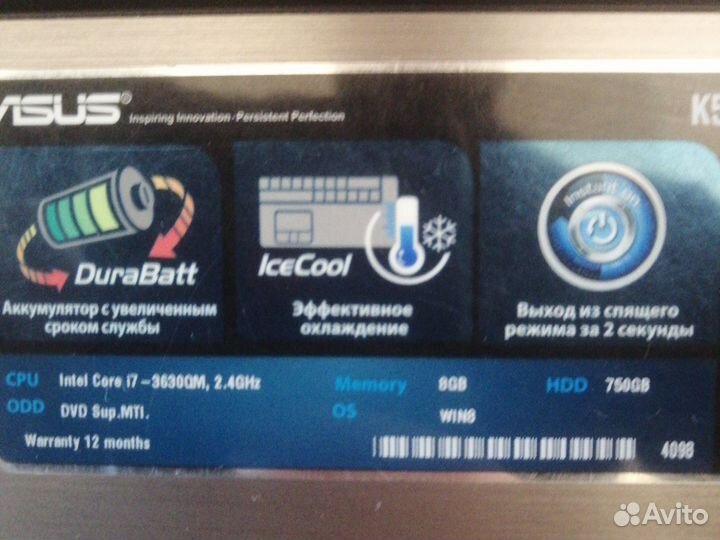 ASUS® Inspiring Innovation · Persistent Perfection
DuraBatt
Аккумулятор с увеличенным
сроком службы
IceCool
Эффективное
охлаждение
Instant on
Выход из спящего
режима за 2 секунды
CPU Intel Core i7-3630QM, 2.4GHz Memory 8GB HDD 750GB
ODD DVD Sup.MTI. OS WIN8
Warranty 12 months 4098
Avito